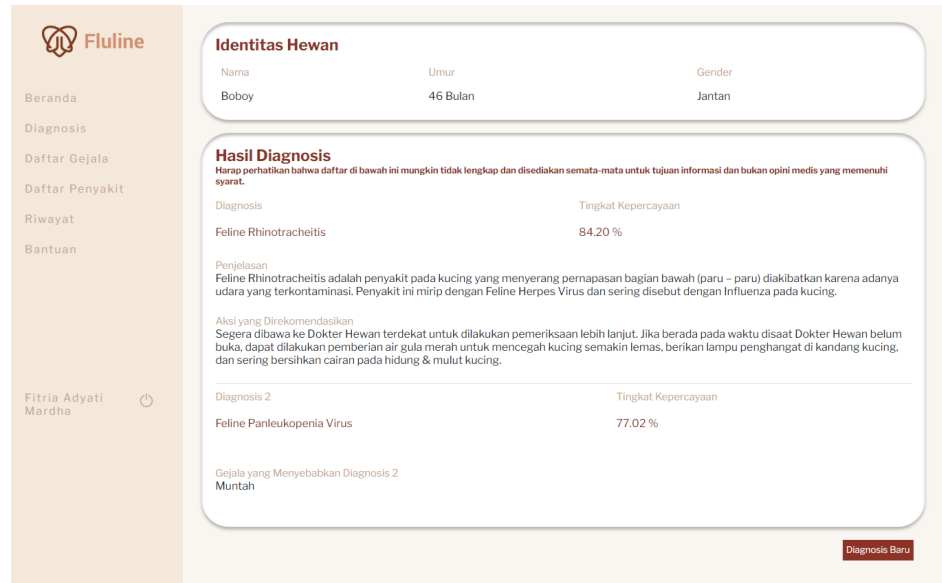 Fluline
Beranda
Diagnosis
Daftar Gejala
Daftar Penyakit
Riwayat
Bantuan
Fitria Adyati
Mardha
Identitas Hewan
Nama Umur Gender
Boboy 46 Bulan Jantan
Hasil Diagnosis
Harap perhatikan bahwa daftar di bawah ini mungkin tidak lengkap dan disediakan semata-mata untuk tujuan informasi dan bukan opini medis yang memenuhi
syarat.
Diagnosis Tingkat Kepercayaan
Feline Rhinotracheitis 84.20 %
Penjelasan
Feline Rhinotracheitis adalah penyakit pada kucing yang menyerang pernapasan bagian bawah (paru – paru) diakibatkan karena adanya
udara yang terkontaminasi. Penyakit ini mirip dengan Feline Herpes Virus dan sering disebut dengan Influenza pada kucing.
Aksi yang Direkomendasikan
Segera dibawa ke Dokter Hewan terdekat untuk dilakukan pemeriksaan lebih lanjut. Jika berada pada waktu disaat Dokter Hewan belum
buka, dapat dilakukan pemberian air gula merah untuk mencegah kucing semakin lemas, berikan lampu penghangat di kandang kucing,
dan sering bersihkan cairan pada hidung & mulut kucing.
Diagnosis 2 Tingkat Kepercayaan
Feline Panleukopenia Virus 77.02 %
Gejala yang Menyebabkan Diagnosis 2
Muntah
Diagnosis Baru